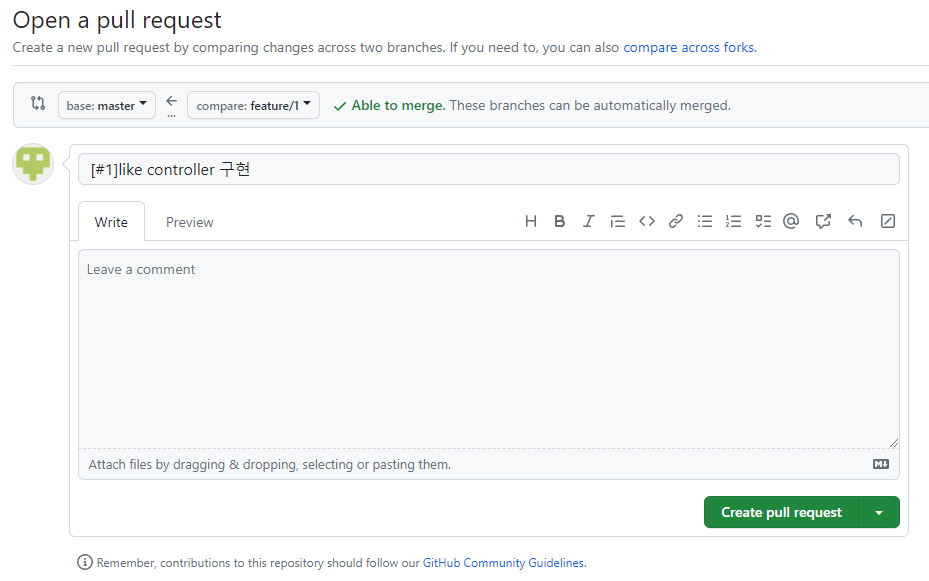 Open a pull request
Create a new pull request by comparing changes across two branches. If you need to, you can also compare across forks.
base: master ← ... compare: feature/1 ✓ Able to merge. These branches can be automatically merged.
[#1]like controller 구현
Write Preview H B I
Leave a comment
Attach files by dragging & dropping, selecting or pasting them. M↓
Create pull request
Remember, contributions to this repository should follow our GitHub Community Guidelines.